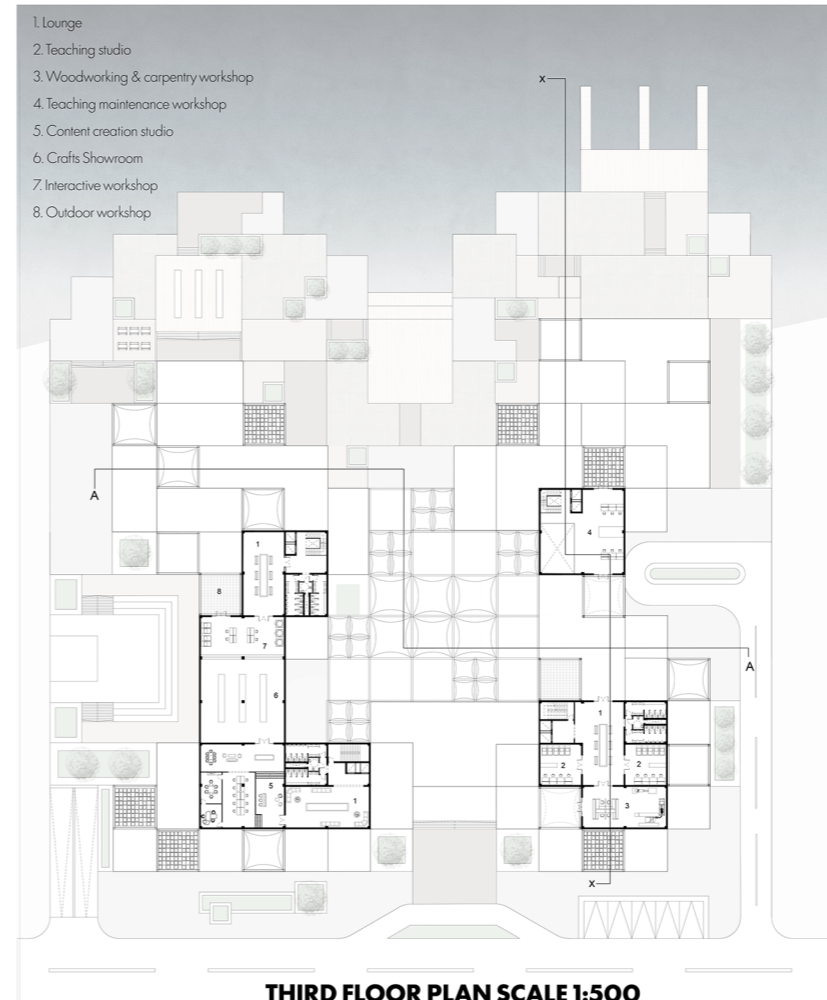 1. Lounge
2. Teaching studio
3. Woodworking & carpentry workshop
4. Teaching maintenance workshop
5. Content creation studio
6. Crafts Showroom
7. Interactive workshop
8. Outdoor workshop
x
A
4
1
8
7
A
6
1
2
2
5
1
3
x
THIRD FLOOR PLAN SCALE 1:500